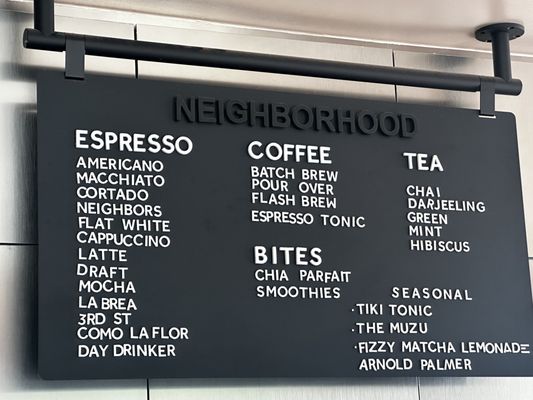 NEIGHBORHOOD
ESPRESSO
AMERICANO
MACCHIATO
CORTADO
NEIGHBORS
FLAT WHITE
CAPPUCCINO
LATTE
DRAFT
MOCHA
LA BREA
3RD ST
COMO LA FLOR
DAY DRINKER
COFFEE
BATCH BREW
POUR OVER
FLASH BREW
ESPRESSO TONIC
BITES
CHIA PARFAIT
SMOOTHIES
TEA
CHAI
DARJEELING
GREEN
MINT
HIBISCUS
SEASONAL
·TIKI TONIC
·THE MUZU
·FIZZY MATCHA LEMONADE
ARNOLD PALMER